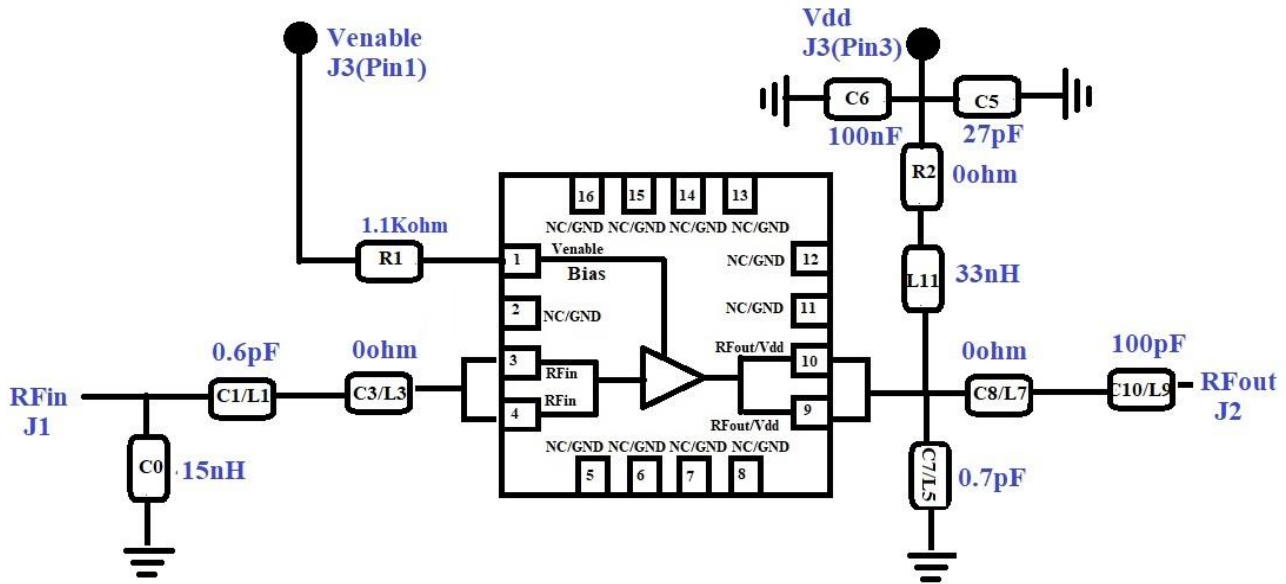 Venable
J3(Pin1)
Vdd
J3(Pin3)
C6
C5
100nF
27pF
R2
0ohm
16
15
14
13
NC/GND NC/GND NC/GND NC/GND
1.1Kohm
R1
1
Venable
Bias
NC/GND
12
L11
33nH
2
NC/GND
NC/GND
11
0.6pF
0ohm
3
RFin
RFout/Vdd
10
0ohm
100pF
RFin
J1
C1/L1
C3/L3
4
RFin
9
RFout/Vdd
C8/L7
C10/L9
RFout
J2
C0
15nH
NC/GND NC/GND NC/GND NC/GND
5
6
7
8
C7/L5
0.7pF